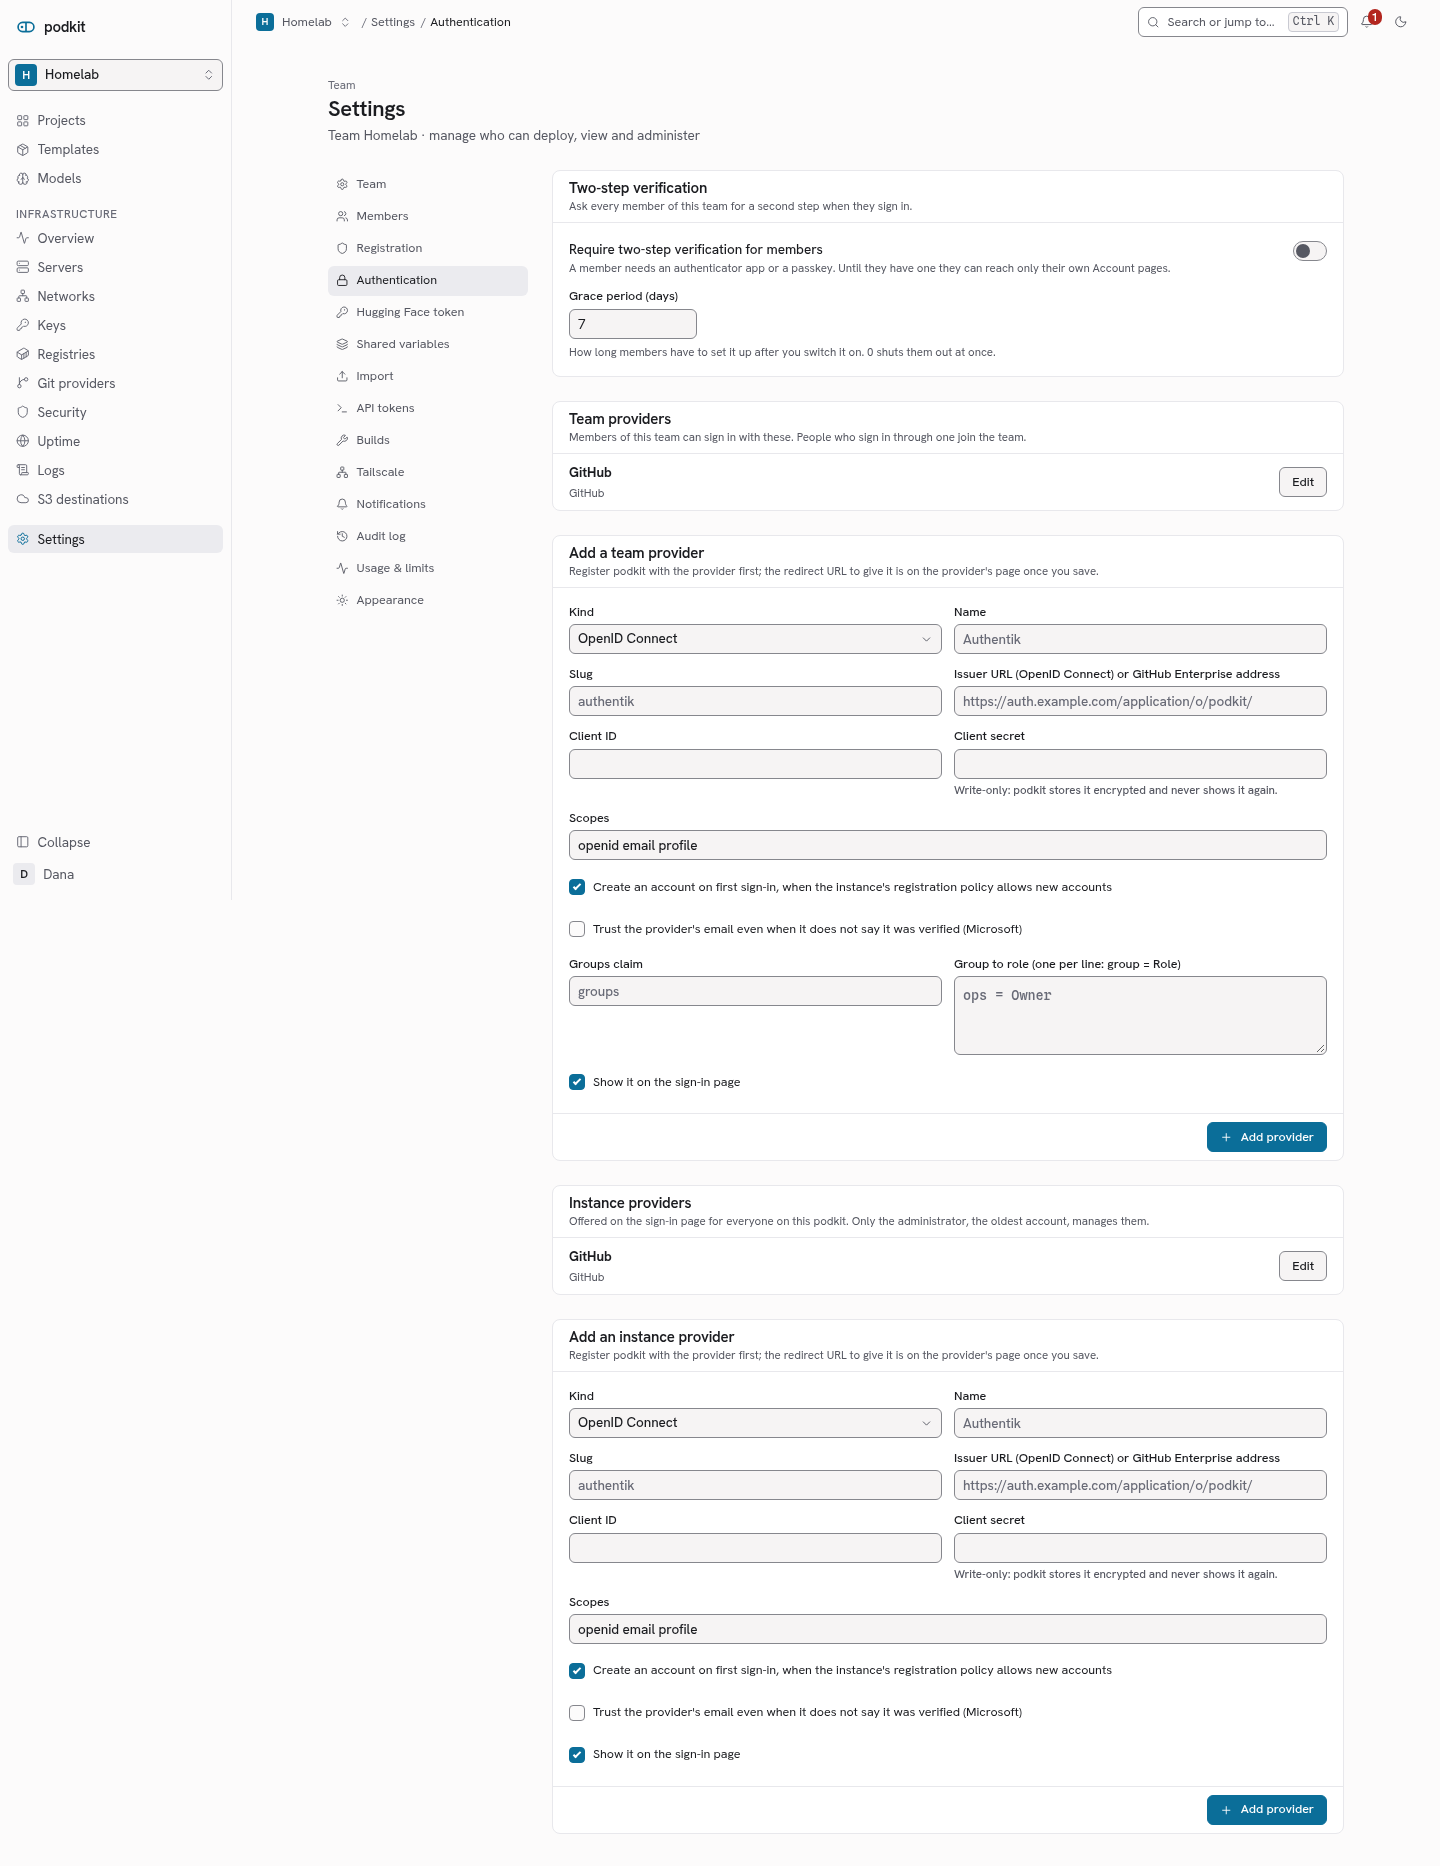 podkit
H Homelab
Projects
Templates
Models
INFRASTRUCTURE
Overview
Servers
Networks
Keys
Registries
Git providers
Security
Uptime
Logs
S3 destinations
Settings
Collapse
D Dana
H Homelab / Settings / Authentication
Search or jump to... Ctrl K
1
Team
Settings
Team Homelab · manage who can deploy, view and administer
Team
Members
Registration
Authentication
Hugging Face token
Shared variables
Import
API tokens
Builds
Tailscale
Notifications
Audit log
Usage & limits
Appearance
Two-step verification
Ask every member of this team for a second step when they sign in.
Require two-step verification for members
A member needs an authenticator app or a passkey. Until they have one they can reach only their own Account pages.
Grace period (days)
7
How long members have to set it up after you switch it on. 0 shuts them out at once.
Team providers
Members of this team can sign in with these. People who sign in through one join the team.
GitHub
GitHub
Edit
Add a team provider
Register podkit with the provider first; the redirect URL to give it is on the provider's page once you save.
Kind
OpenID Connect
Name
Authentik
Slug
authentik
Issuer URL (OpenID Connect) or GitHub Enterprise address
https://auth.example.com/application/o/podkit/
Client ID
Client secret
Write-only: podkit stores it encrypted and never shows it again.
Scopes
openid email profile
Create an account on first sign-in, when the instance's registration policy allows new accounts
Trust the provider's email even when it does not say it was verified (Microsoft)
Groups claim
groups
Group to role (one per line: group = Role)
ops = Owner
Show it on the sign-in page
Add provider
Instance providers
Offered on the sign-in page for everyone on this podkit. Only the administrator, the oldest account, manages them.
GitHub
GitHub
Edit
Add an instance provider
Register podkit with the provider first; the redirect URL to give it is on the provider's page once you save.
Kind
OpenID Connect
Name
Authentik
Slug
authentik
Issuer URL (OpenID Connect) or GitHub Enterprise address
https://auth.example.com/application/o/podkit/
Client ID
Client secret
Write-only: podkit stores it encrypted and never shows it again.
Scopes
openid email profile
Create an account on first sign-in, when the instance's registration policy allows new accounts
Trust the provider's email even when it does not say it was verified (Microsoft)
Show it on the sign-in page
Add provider